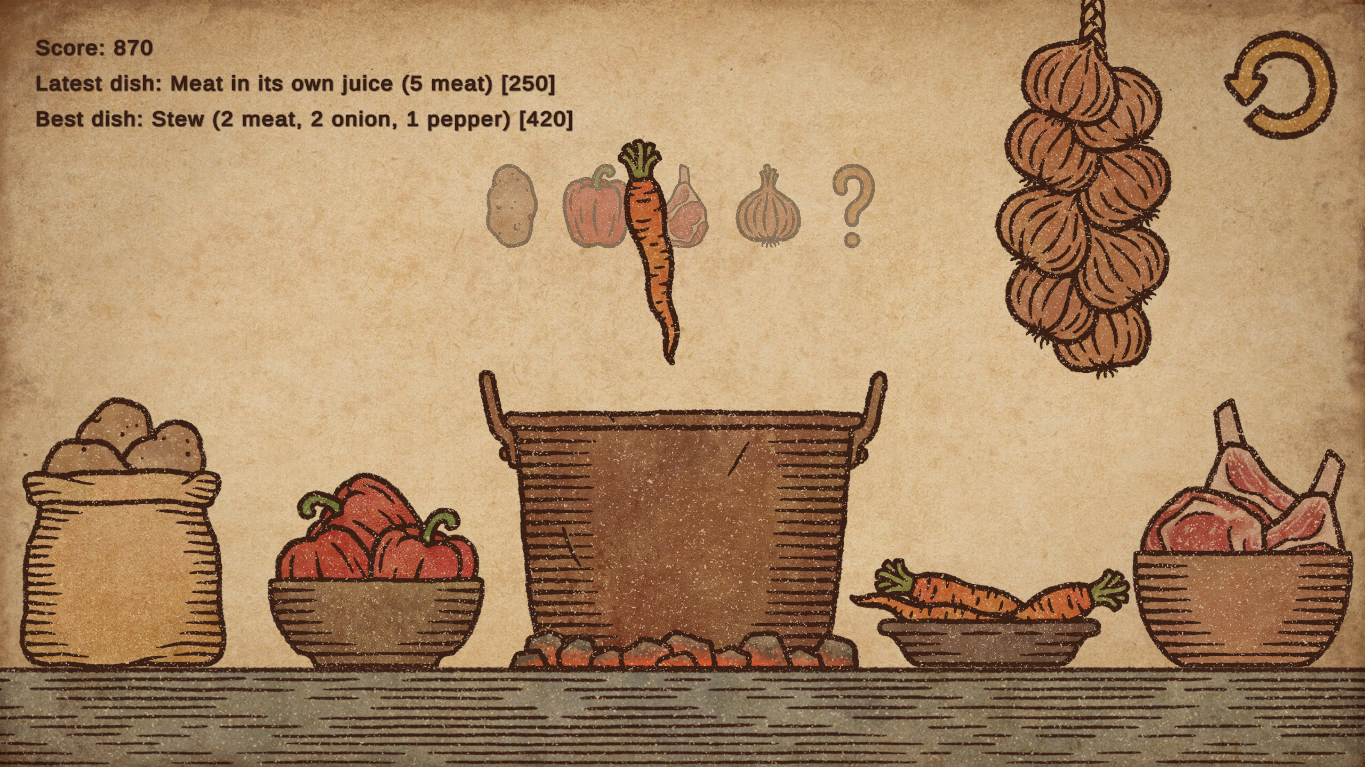 Score: 870
Latest dish: Meat in its own juice (5 meat) [250]
Best dish: Stew (2 meat, 2 onion, 1 pepper) [420]
?